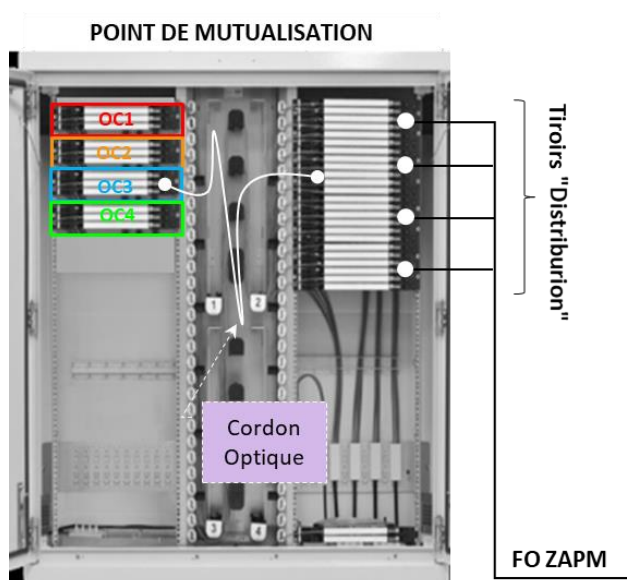 POINT DE MUTUALISATION
OC1
OC2
OC3
OC4
1
2
Tiroirs "Distriburion"
Cordon
Optique
3
4
FO ZAPM